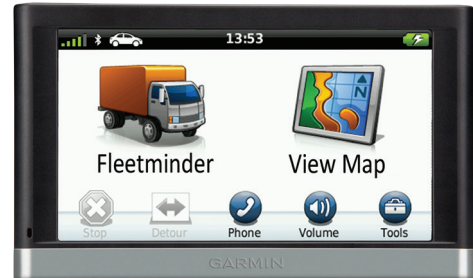 13:53
N
Fleetminder
View Map
Stop
Detour
Phone
Volume
Tools
GARMIN